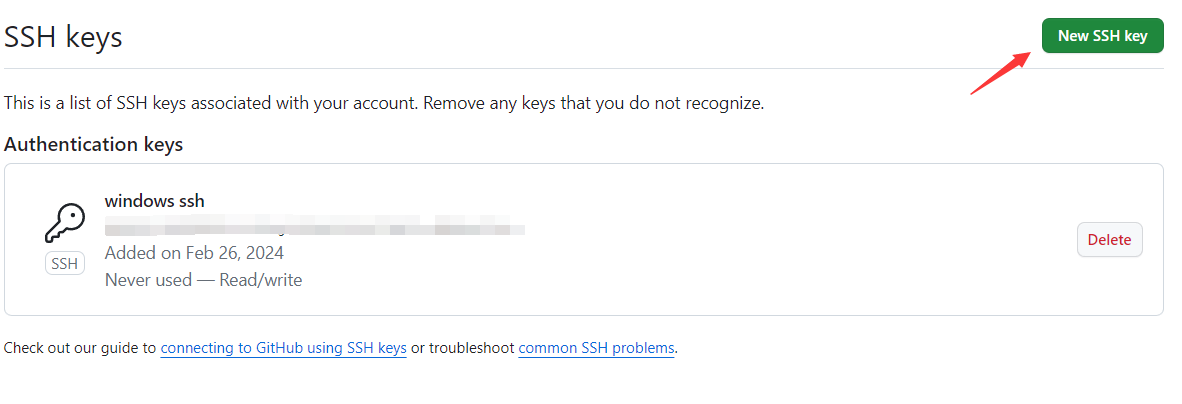 SSH keys
New SSH key
This is a list of SSH keys associated with your account. Remove any keys that you do not recognize.
Authentication keys
windows ssh
SSH
Added on Feb 26, 2024
Never used — Read/write
Delete
Check out our guide to connecting to GitHub using SSH keys or troubleshoot common SSH problems.